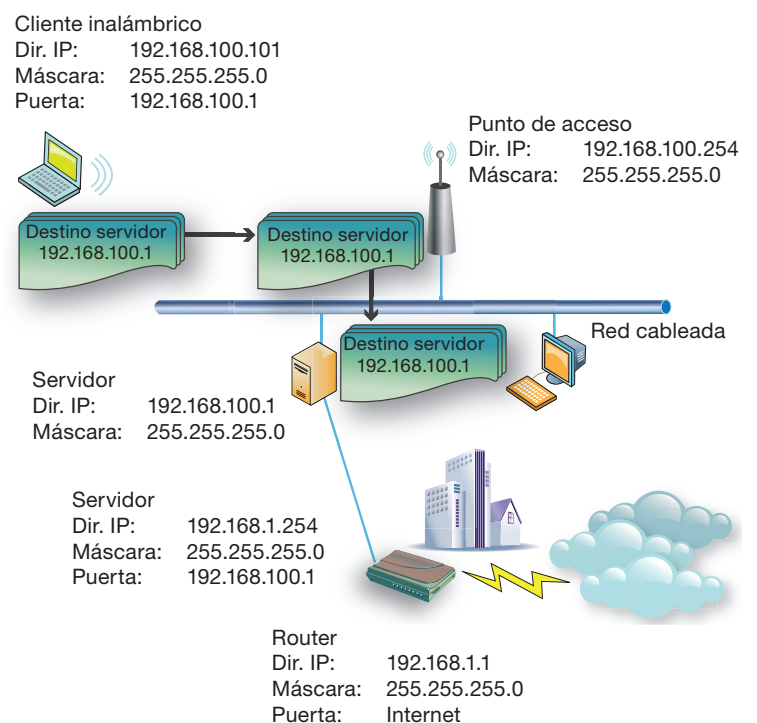 Cliente inalámbrico
Dir. IP: 192.168.100.101
Máscara: 255.255.255.0
Puerta: 192.168.100.1
Punto de acceso
Dir. IP: 192.168.100.254
Máscara: 255.255.255.0
Destino servidor
192.168.100.1
Destino servidor
192.168.100.1
Destino servidor
192.168.100.1
Red cableada
Servidor
Dir. IP: 192.168.100.1
Máscara: 255.255.255.0
Servidor
Dir. IP: 192.168.1.254
Máscara: 255.255.255.0
Puerta: 192.168.100.1
Router
Dir. IP: 192.168.1.1
Máscara: 255.255.255.0
Puerta: Internet